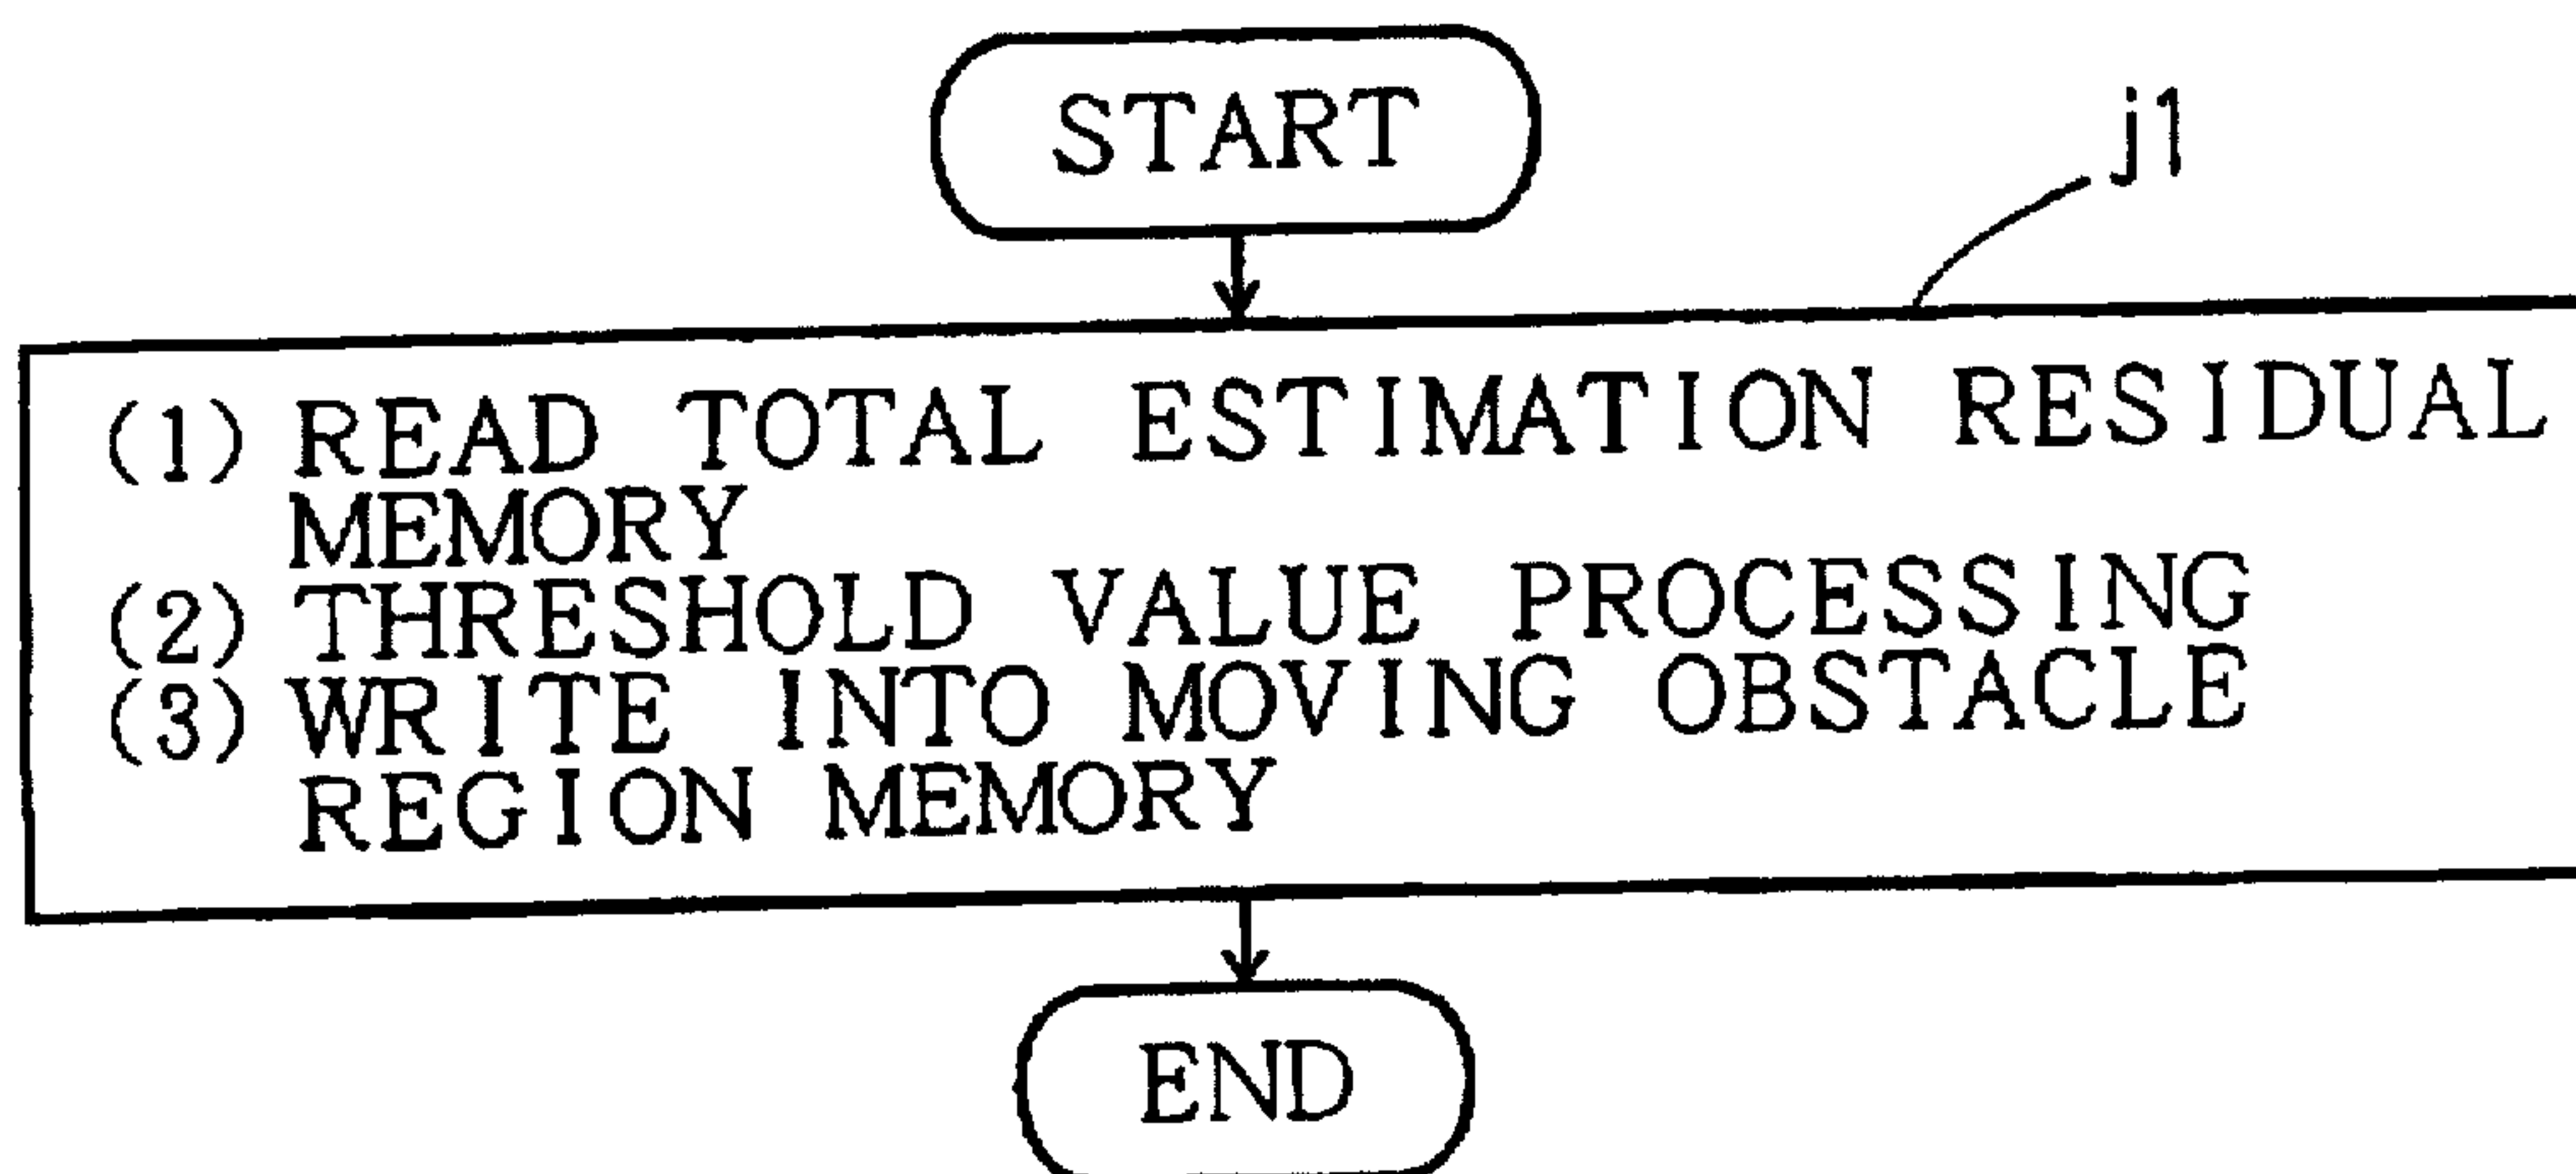 START
j1
(1) READ TOTAL ESTIMATION RESIDUAL
MEMORY
(2) THRESHOLD VALUE PROCESSING
(3) WRITE INTO MOVING OBSTACLE
REGION MEMORY
END